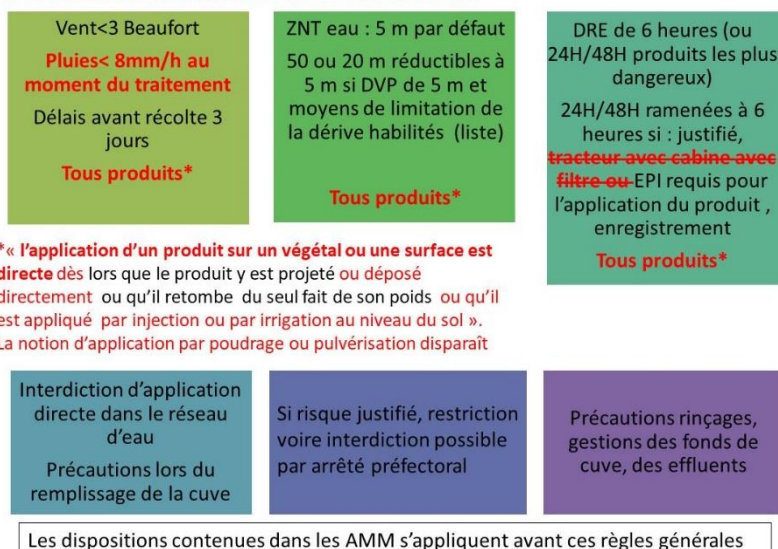 Vent<3 Beaufort
Pluies< 8mm/h au
moment du traitement
Délais avant récolte 3
jours
Tous produits*
ZNT eau : 5 m par défaut
50 ou 20 m réductibles à
5 m si DVP de 5 m et
moyens de limitation de
la dérive habilités (liste)
Tous produits*
DRE de 6 heures (ou
24H/48H produits les plus
dangereux)
24H/48H ramenées à 6
heures si : justifié,
tracteur avec cabine avec
filtre ou EPI requis pour
l'application du produit ,
enregistrement
Tous produits*
*« l'application d'un produit sur un végétal ou une surface est
directe dès lors que le produit y est projeté ou déposé
directement ou qu'il retombe du seul fait de son poids ou qu'il
est appliqué par injection ou par irrigation au niveau du sol ».
La notion d'application par poudrage ou pulvérisation disparaît
Interdiction d'application
directe dans le réseau
d'eau
Précautions lors du
remplissage de la cuve
Si risque justifié, restriction
voire interdiction possible
par arrêté préfectoral
Précautions rinçages,
gestions des fonds de
cuve, des effluents
Les dispositions contenues dans les AMM s'appliquent avant ces règles générales